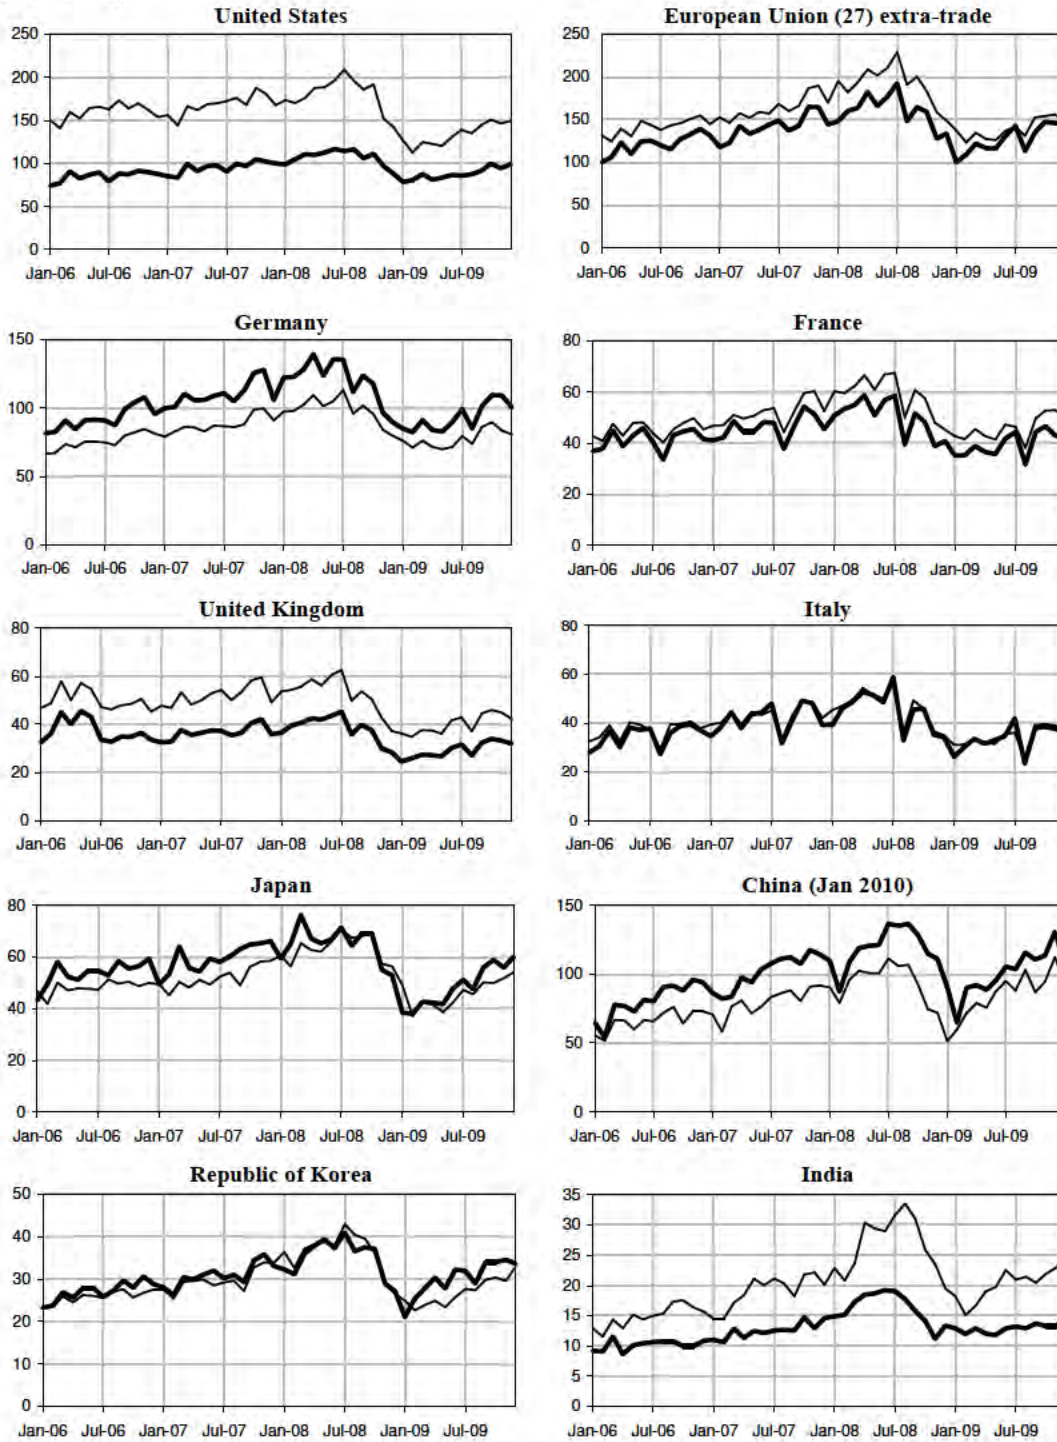 United States
250
200
150
100
50
0
Jan-06 Jul-06 Jan-07 Jul-07 Jan-08 Jul-08 Jan-09 Jul-09
European Union (27) extra-trade
250
200
150
100
50
0
Jan-06 Jul-06 Jan-07 Jul-07 Jan-08 Jul-08 Jan-09 Jul-09
Germany
150
100
50
0
Jan-06 Jul-06 Jan-07 Jul-07 Jan-08 Jul-08 Jan-09 Jul-09
France
80
60
40
20
0
Jan-06 Jul-06 Jan-07 Jul-07 Jan-08 Jul-08 Jan-09 Jul-09
United Kingdom
80
60
40
20
0
Jan-06 Jul-06 Jan-07 Jul-07 Jan-08 Jul-08 Jan-09 Jul-09
Italy
80
60
40
20
0
Jan-06 Jul-06 Jan-07 Jul-07 Jan-08 Jul-08 Jan-09 Jul-09
Japan
80
60
40
20
0
Jan-06 Jul-06 Jan-07 Jul-07 Jan-08 Jul-08 Jan-09 Jul-09
China (Jan 2010)
150
100
50
0
Jan-06 Jul-06 Jan-07 Jul-07 Jan-08 Jul-08 Jan-09 Jul-09
Republic of Korea
50
40
30
20
10
0
Jan-06 Jul-06 Jan-07 Jul-07 Jan-08 Jul-08 Jan-09 Jul-09
India
35
30
25
20
15
10
5
0
Jan-06 Jul-06 Jan-07 Jul-07 Jan-08 Jul-08 Jan-09 Jul-09